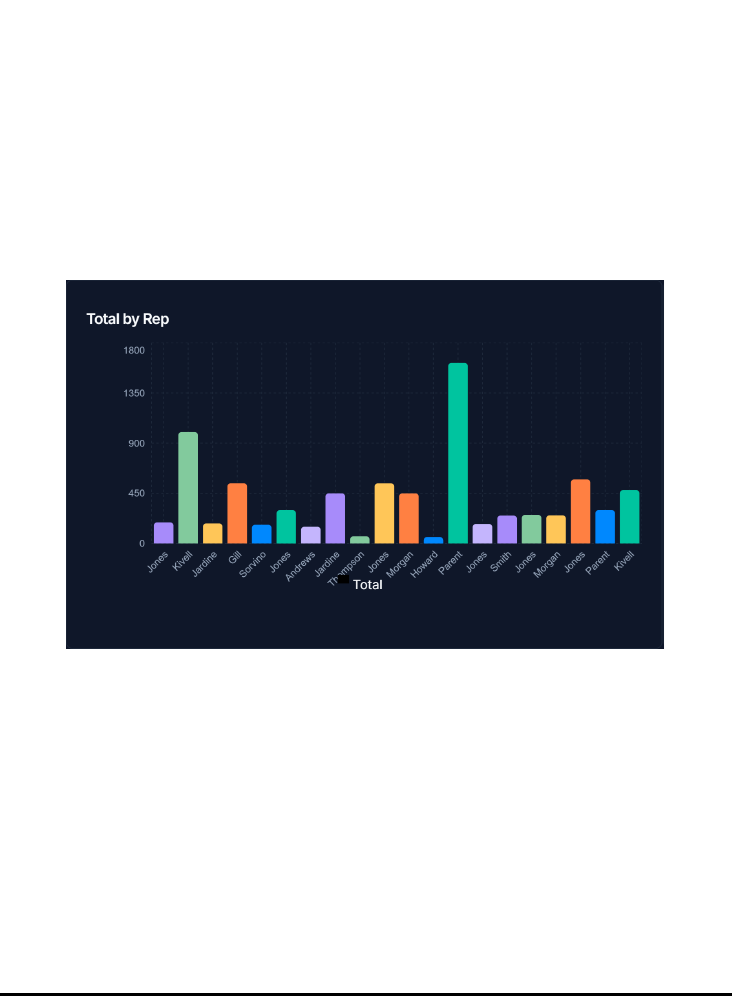 Total by Rep
1800
1350
900
450
0
Jones
Kivell
Jardine
Gill
Sorvino
Jones
Andrews
Jardine
Thompson
Jones
Morgan
Howard
Parent
Jones
Smith
Jones
Morgan
Jones
Parent
Kivell
Total